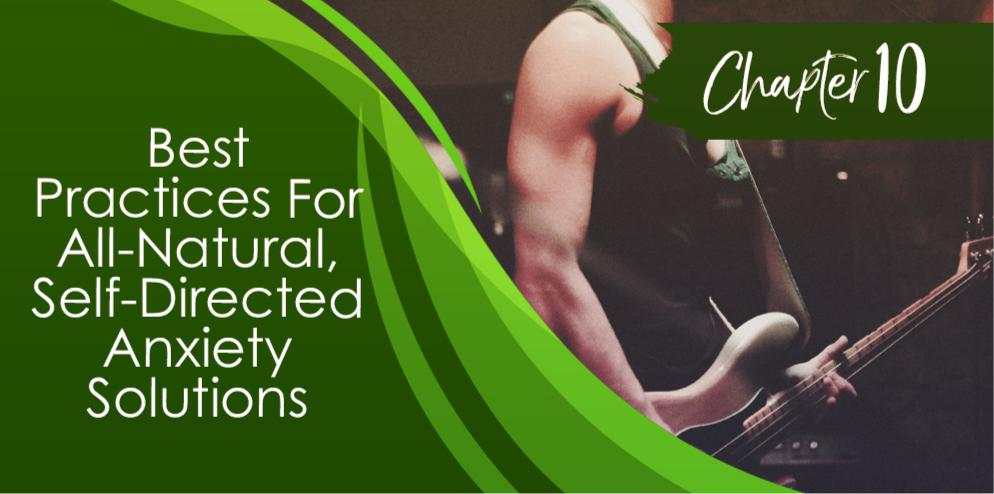 Best
Practices For
All-Natural,
Self-Directed
Anxiety
Solutions
Chapter 10